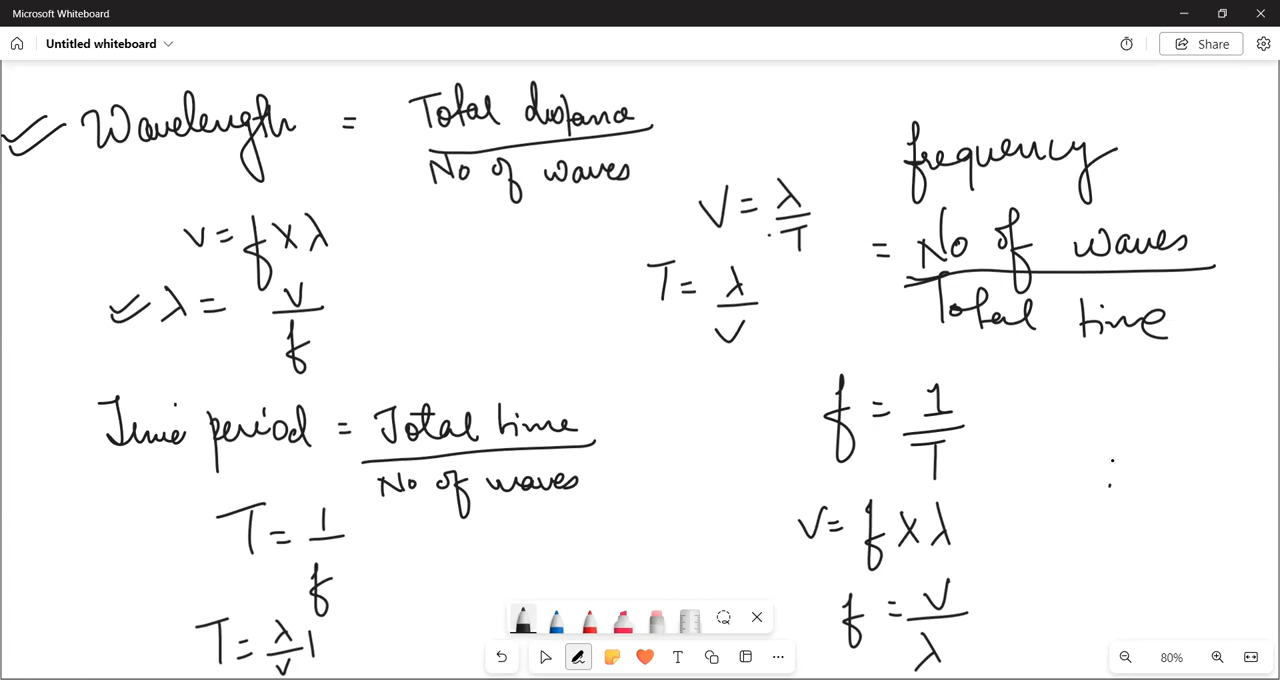 Microsoft Whiteboard
Untitled whiteboard
Share
Wavelength = Total distance / No of waves
v = f x λ
λ = v / f
Time period = Total time / No of waves
T = 1 / f
T = λ / v
V = λ / T
T = λ / V
frequency
= No of waves / Total time
f = 1 / T
V = f x λ
f = V / λ
80%